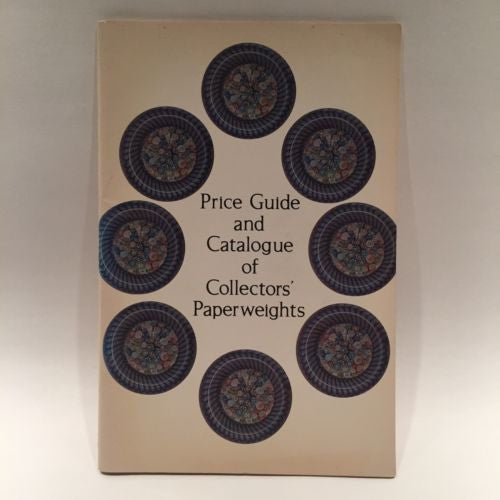 Price Guide
and
Catalogue
of
Collectors'
Paperweights